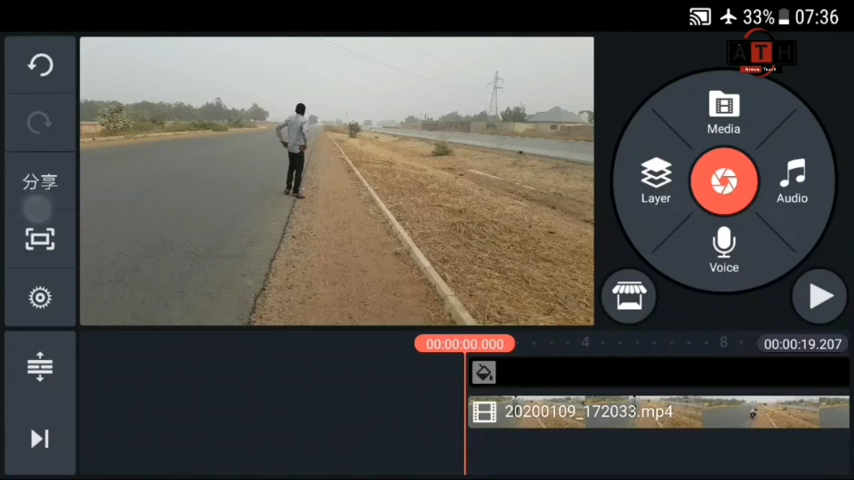 33% 07:36
ATH
Media
分享
Layer
Audio
Voice
00:00:00.000
4
8
00:00:19.207
20200109_172033.mp4